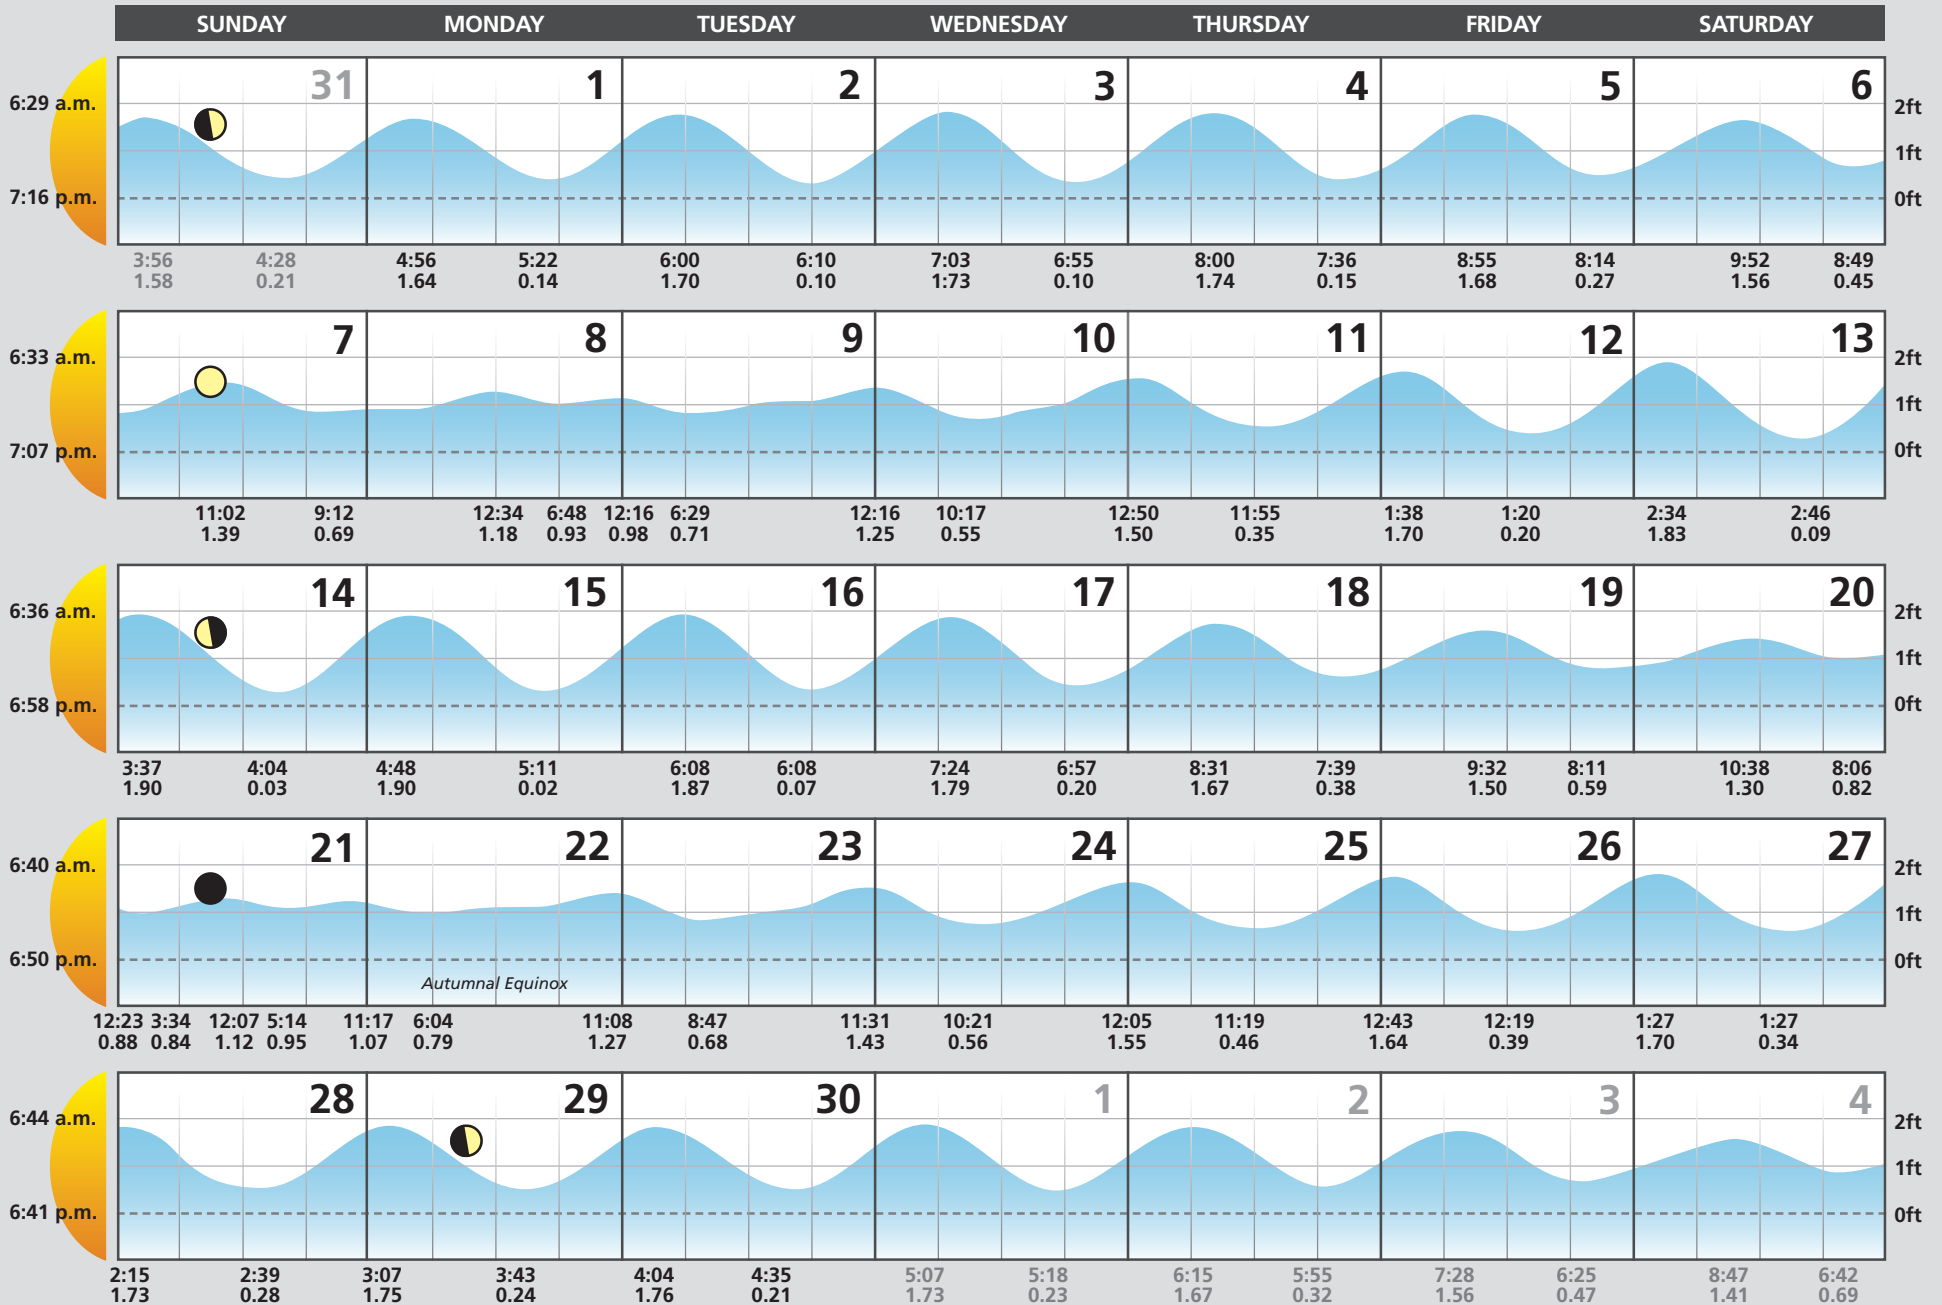 SUNDAY MONDAY TUESDAY WEDNESDAY THURSDAY FRIDAY SATURDAY
31 1 2 3 4 5 6
6:29 a.m. 2ft
1ft
7:16 p.m. 0ft
3:56 4:28 4:56 5:22 6:00 6:10 7:03 6:55 8:00 7:36 8:55 8:14 9:52 8:49
1.58 0.21 1.64 0.14 1.70 0.10 1:73 0.10 1.74 0.15 1.68 0.27 1.56 0.45
7 8 9 10 11 12 13
6:33 a.m. 2ft
1ft
7:07 p.m. 0ft
11:02 9:12 12:34 6:48 12:16 6:29 12:16 10:17 12:50 11:55 1:38 1:20 2:34 2:46
1.39 0.69 1.18 0.93 0.98 0.71 1.25 0.55 1.50 0.35 1.70 0.20 1.83 0.09
14 15 16 17 18 19 20
6:36 a.m. 2ft
1ft
6:58 p.m. 0ft
3:37 4:04 4:48 5:11 6:08 6:08 7:24 6:57 8:31 7:39 9:32 8:11 10:38 8:06
1.90 0.03 1.90 0.02 1.87 0.07 1.79 0.20 1.67 0.38 1.50 0.59 1.30 0.82
21 22 23 24 25 26 27
6:40 a.m. 2ft
1ft
6:50 p.m. 0ft
Autumnal Equinox
12:23 3:34 12:07 5:14 11:17 6:04 11:08 8:47 11:31 10:21 12:05 11:19 12:43 12:19 1:27 1:27
0.88 0.84 1.12 0.95 1.07 0.79 1.27 0.68 1.43 0.56 1.55 0.46 1.64 0.39 1.70 0.34
28 29 30 1 2 3 4
6:44 a.m. 2ft
1ft
6:41 p.m. 0ft
2:15 2:39 3:07 3:43 4:04 4:35 5:07 5:18 6:15 5:55 7:28 6:25 8:47 6:42
1.73 0.28 1.75 0.24 1.76 0.21 1.73 0.23 1.67 0.32 1.56 0.47 1.41 0.69